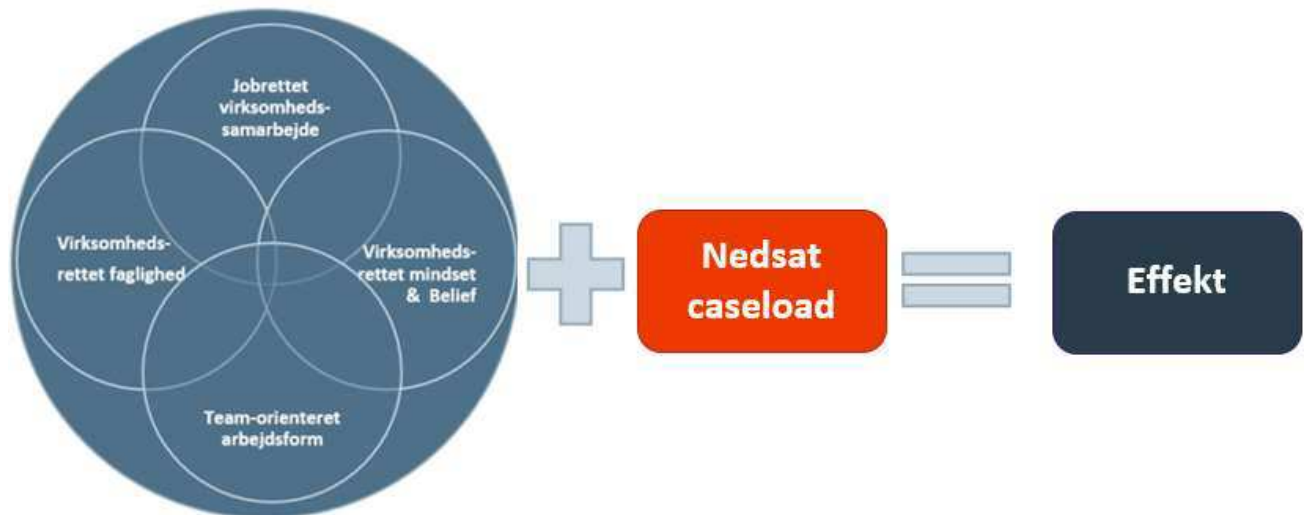 Jobrettet
virksomheds-
samarbejde
Virksomheds-
rettet faglighed
Virksomheds-
rettet mindset
& Belief
Team-orienteret
arbejdsform
Nedsat
caseload
Effekt